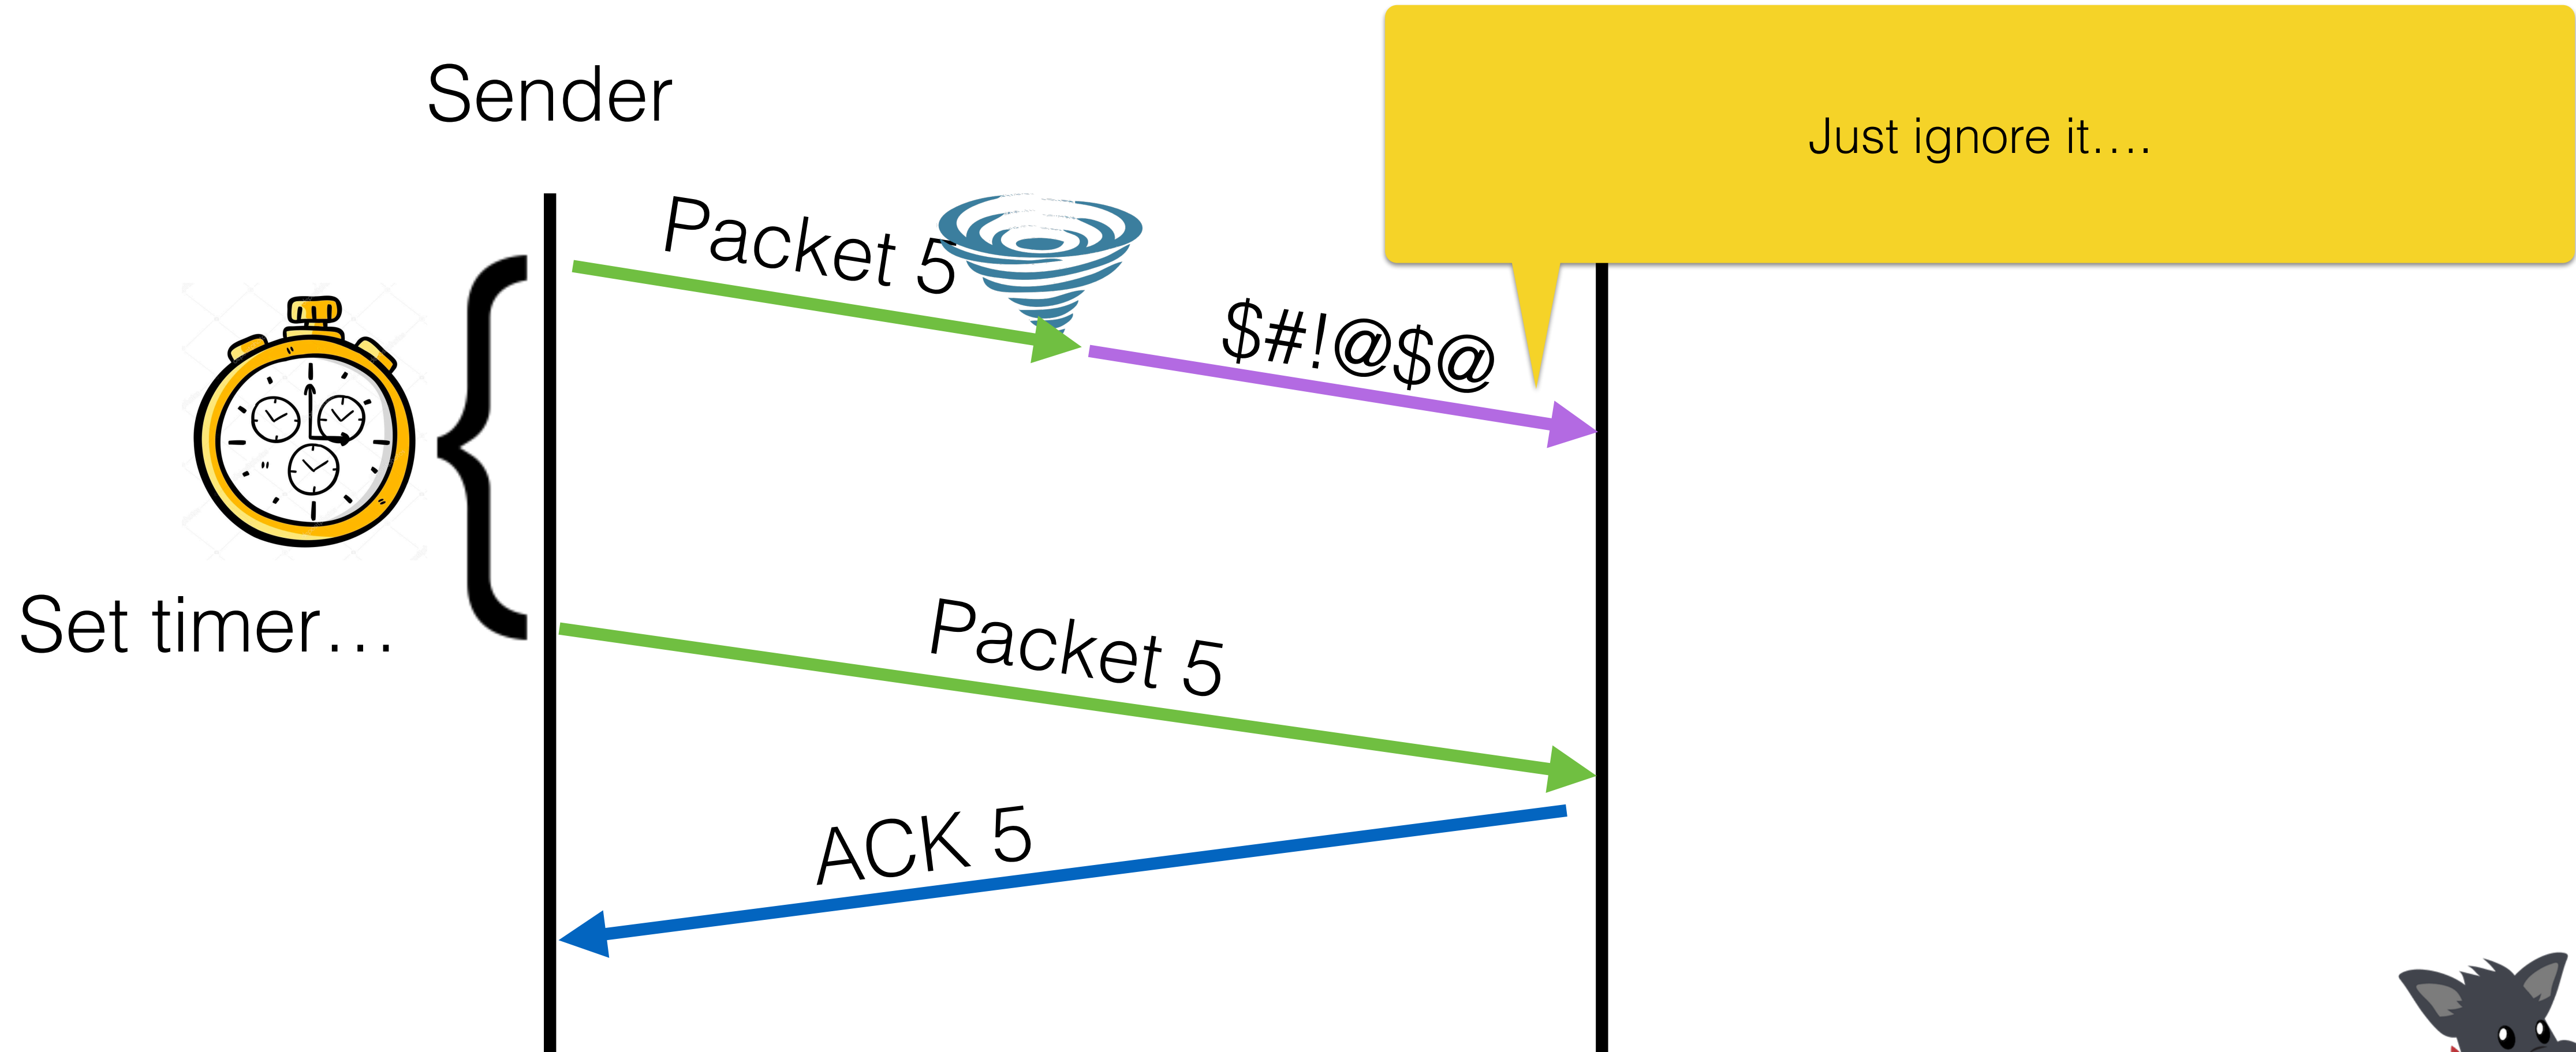 Sender
Just ignore it....
Packet 5
$#!@$@
Set timer...
Packet 5
ACK 5